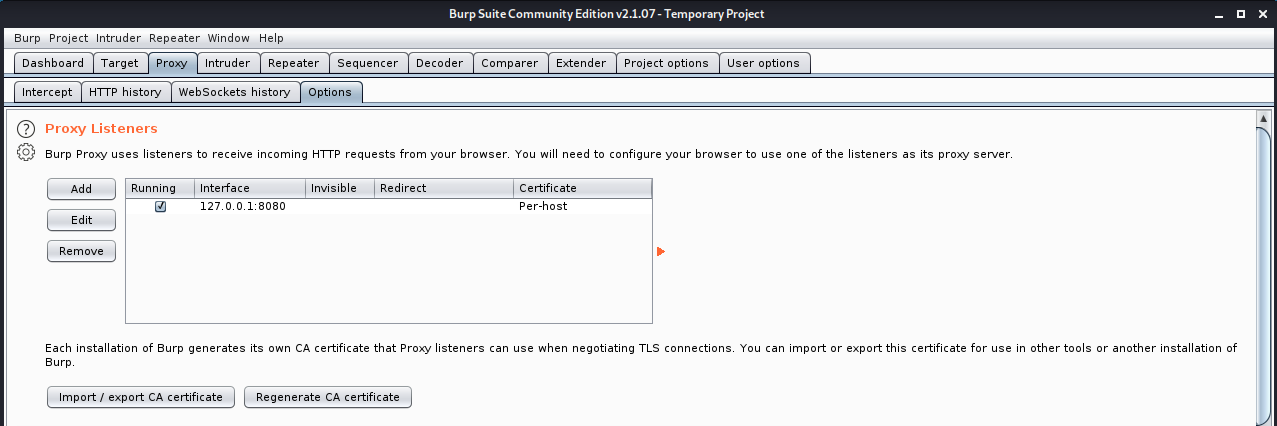 Burp Suite Community Edition v2.1.07 - Temporary Project
Burp Project Intruder Repeater Window Help
Dashboard Target Proxy Intruder Repeater Sequencer Decoder Comparer Extender Project options User options
Intercept HTTP history WebSockets history Options
? Proxy Listeners
Burp Proxy uses listeners to receive incoming HTTP requests from your browser. You will need to configure your browser to use one of the listeners as its proxy server.
Add Running Interface Invisible Redirect Certificate
127.0.0.1:8080 Per-host
Edit
Remove
Each installation of Burp generates its own CA certificate that Proxy listeners can use when negotiating TLS connections. You can import or export this certificate for use in other tools or another installation of
Burp.
Import / export CA certificate Regenerate CA certificate